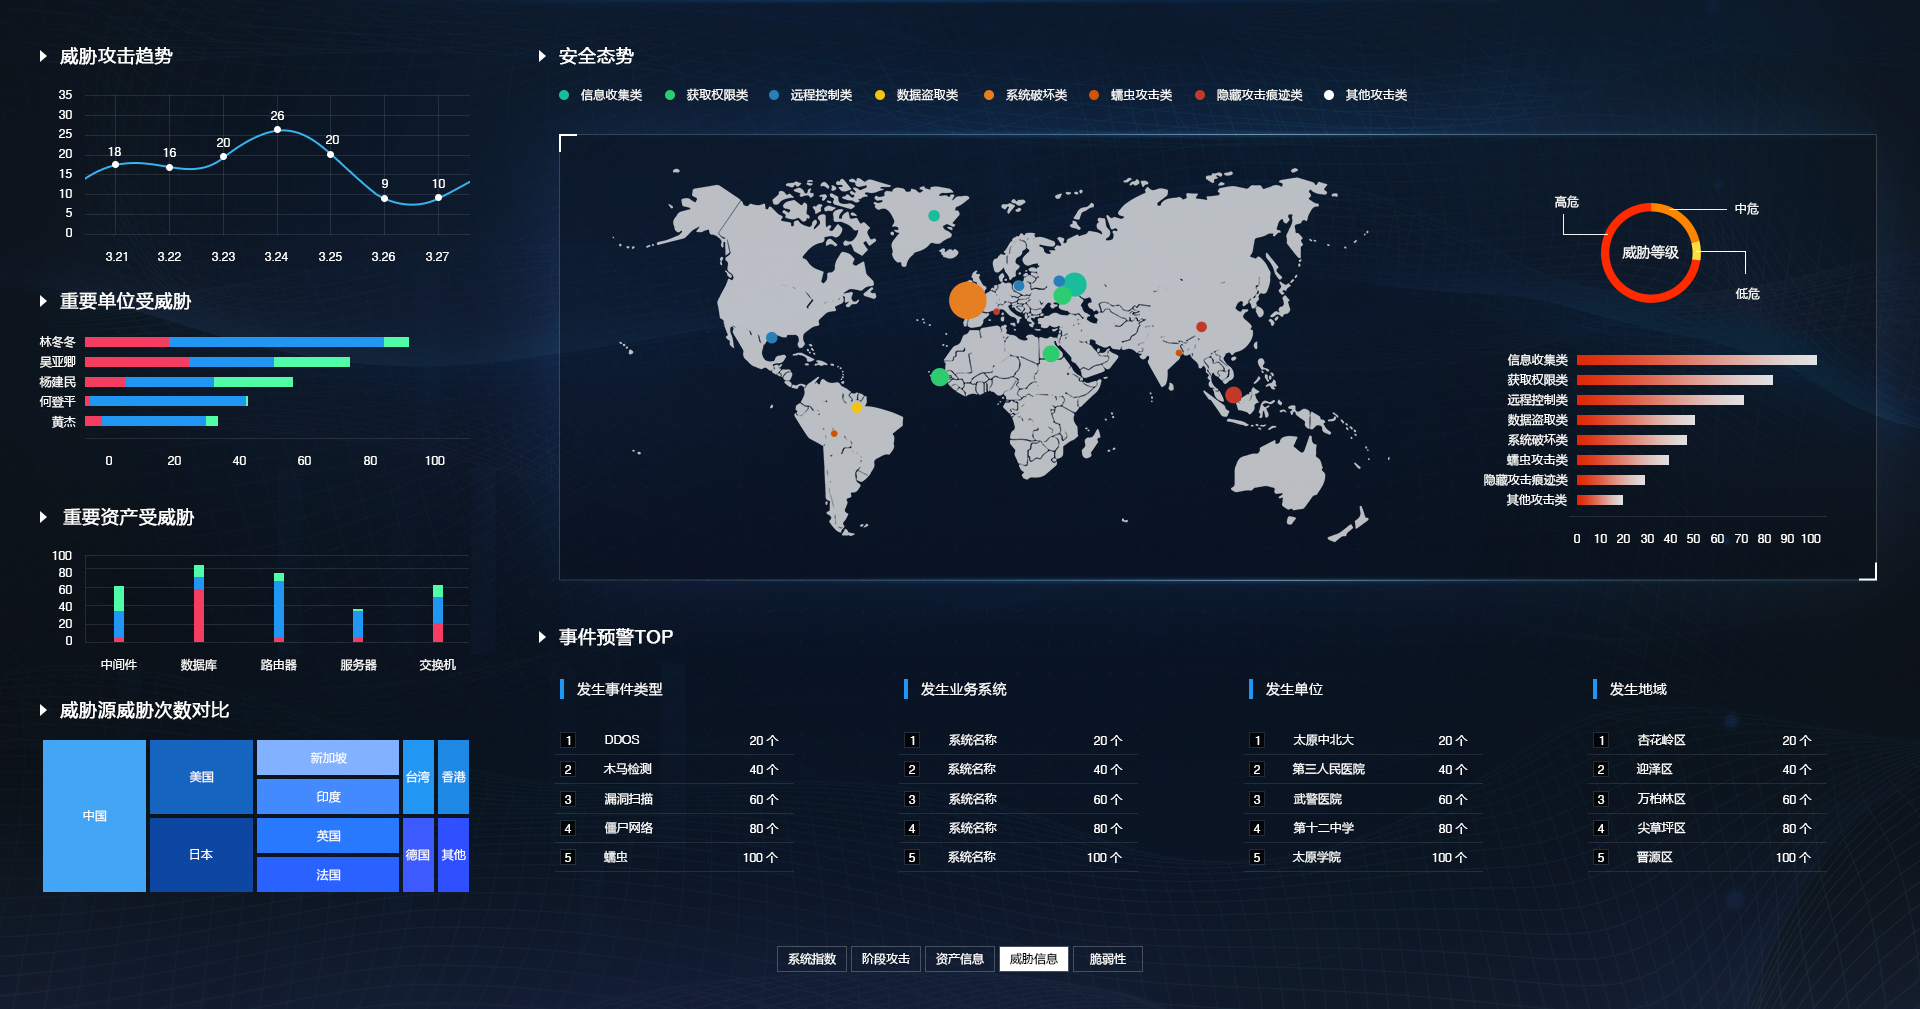 威胁攻击趋势
35
30
25
20
15
10
5
0
18
16
20
26
20
9
10
3.21 3.22 3.23 3.24 3.25 3.26 3.27
重要单位受威胁
林冬冬
吴亚卿
杨建民
何登平
黄杰
0 20 40 60 80 100
重要资产受威胁
100
80
60
40
20
0
中间件 数据库 路由器 服务器 交换机
威胁源威胁次数对比
中国
美国
日本
新加坡
印度
英国
法国
台湾
香港
德国
其他
安全态势
信息收集类 获取权限类 远程控制类 数据盗取类 系统破坏类 蠕虫攻击类 隐藏攻击痕迹类 其他攻击类
高危
中危
威胁等级
低危
信息收集类
获取权限类
远程控制类
数据盗取类
系统破坏类
蠕虫攻击类
隐藏攻击痕迹类
其他攻击类
0 10 20 30 40 50 60 70 80 90 100
事件预警TOP
发生事件类型
1 DDOS 20 个
2 木马检测 40 个
3 漏洞扫描 60 个
4 僵尸网络 80 个
5 蠕虫 100 个
发生业务系统
1 系统名称 20 个
2 系统名称 40 个
3 系统名称 60 个
4 系统名称 80 个
5 系统名称 100 个
发生单位
1 太原中北大 20 个
2 第三人民医院 40 个
3 武警医院 60 个
4 第十二中学 80 个
5 太原学院 100 个
发生地域
1 杏花岭区 20 个
2 迎泽区 40 个
3 万柏林区 60 个
4 尖草坪区 80 个
5 晋源区 100 个
系统指数 阶段攻击 资产信息 威胁信息 脆弱性